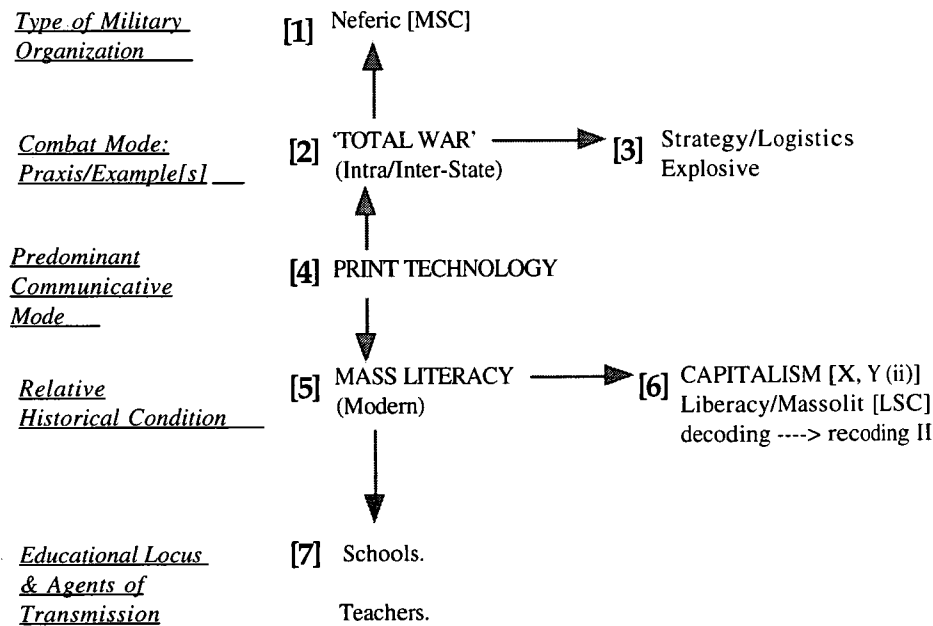 Type of Military
Organization
[1] Neferic [MSC]
Combat Mode:
Praxis/Example[s]
[2] 'TOTAL WAR'
(Intra/Inter-State)
[3] Strategy/Logistics
Explosive
Predominant
Communicative
Mode
[4] PRINT TECHNOLOGY
Relative
Historical Condition
[5] MASS LITERACY
(Modern)
[6] CAPITALISM [X, Y (ii)]
Liberacy/Massolit [LSC]
decoding ----> recoding II
Educational Locus
& Agents of
Transmission
[7] Schools.
Teachers.